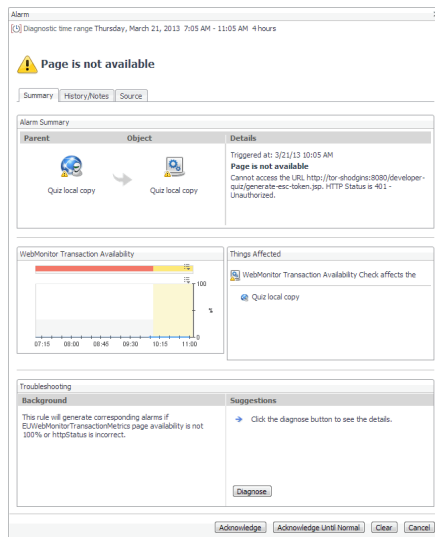 Alarm
Diagnostic time range Thursday, March 21, 2013 7:05 AM - 11:05 AM 4 hours
Page is not available
Summary History/Notes Source
Alarm Summary
Parent Object Details
Triggered at: 3/21/13 10:05 AM
Page is not available
Cannot access the URL http://tor-shodgins:8080/developer-
quiz/generate-esc-token.jsp. HTTP Status is 401 -
Unauthorized.
Quiz local copy Quiz local copy
WebMonitor Transaction Availability
100
%
0
07:15 08:00 08:45 09:30 10:15 11:00
Things Affected
WebMonitor Transaction Availability Check affects the
Quiz local copy
Troubleshooting
Background Suggestions
This rule will generate corresponding alarms if
EUWebMonitorTransactionMetrics page availability is not
100% or httpStatus is incorrect.
Click the diagnose button to see the details.
Diagnose
Acknowledge Acknowledge Until Normal Clear Cancel